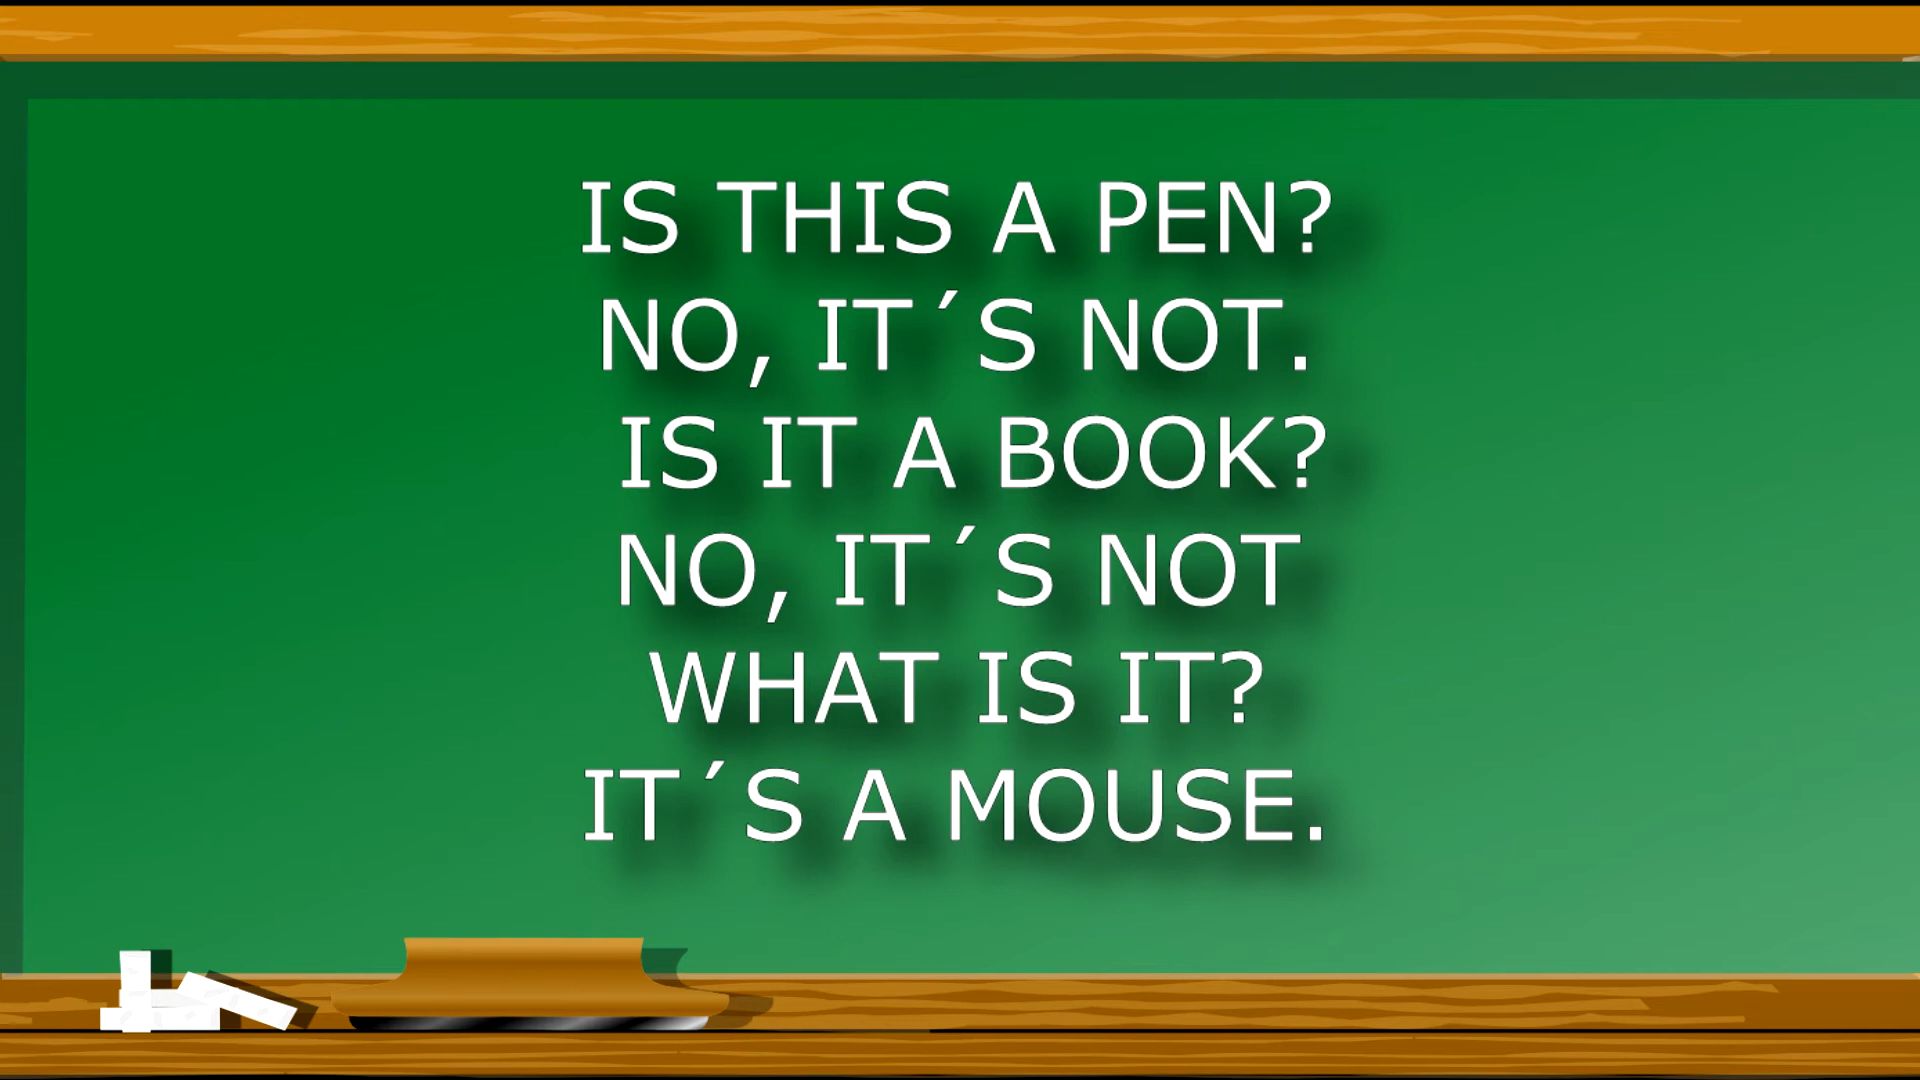 IS THIS A PEN?
NO, IT´S NOT.
IS IT A BOOK?
NO, IT´S NOT
WHAT IS IT?
IT´S A MOUSE.